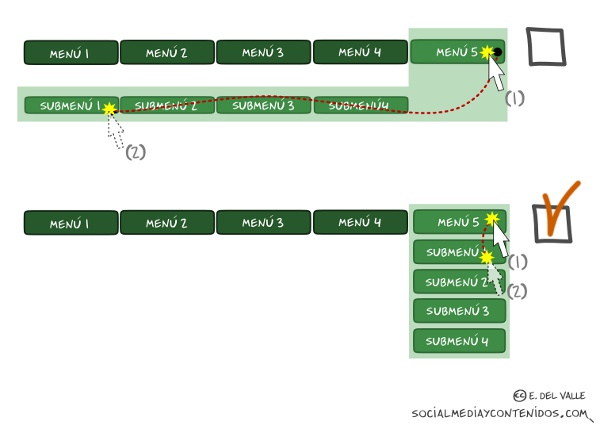 MENÚ 1 MENÚ 2 MENÚ 3 MENÚ 4 MENÚ 5
(1)
SUBMENÚ 1 SUBMENÚ 2 SUBMENÚ 3 SUBMENÚ4
(2)
MENÚ 1 MENÚ 2 MENÚ 3 MENÚ 4 MENÚ 5
SUBMENÚ
(1)
SUBMENÚ 2
(2)
SUBMENÚ 3
SUBMENÚ 4
cc E. DEL VALLE
SOCIALMEDIAYCONTENIDOS.COM